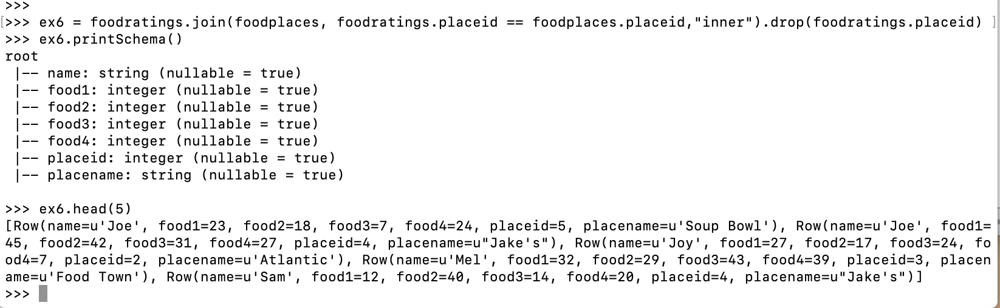 >>>
[>>> ex6 = foodratings.join(foodplaces, foodratings.placeid == foodplaces.placeid,"inner").drop(foodratings.placeid) ]
>>> ex6.printSchema()
root
 |-- name: string (nullable = true)
 |-- food1: integer (nullable = true)
 |-- food2: integer (nullable = true)
 |-- food3: integer (nullable = true)
 |-- food4: integer (nullable = true)
 |-- placeid: integer (nullable = true)
 |-- placename: string (nullable = true)

>>> ex6.head(5)
[Row(name=u'Joe', food1=23, food2=18, food3=7, food4=24, placeid=5, placename=u'Soup Bowl'), Row(name=u'Joe', food1=
45, food2=42, food3=31, food4=27, placeid=4, placename=u"Jake's"), Row(name=u'Joy', food1=27, food2=17, food3=24, fo
od4=7, placeid=2, placename=u'Atlantic'), Row(name=u'Mel', food1=32, food2=29, food3=43, food4=39, placeid=3, placen
ame=u'Food Town'), Row(name=u'Sam', food1=12, food2=40, food3=14, food4=20, placeid=4, placename=u"Jake's")]
>>>